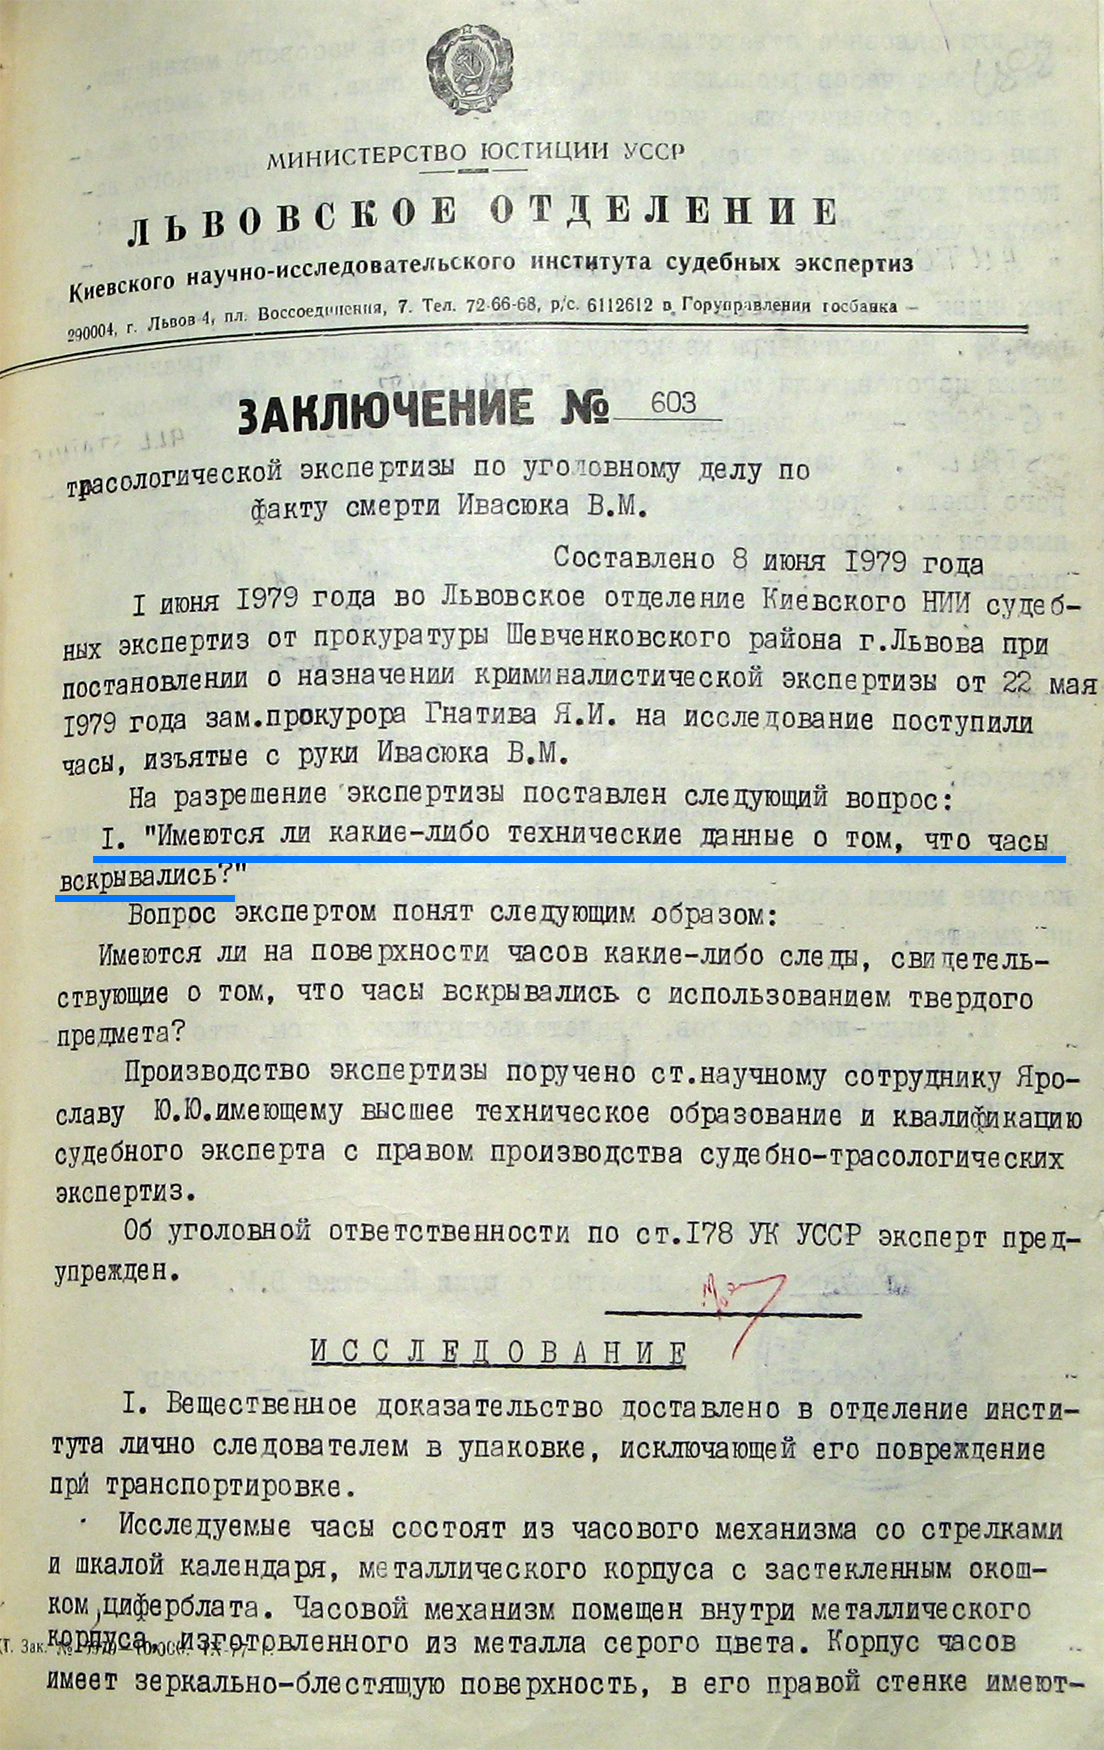 МИНИСТЕРСТВО ЮСТИЦИИ УССР
ЛЬВОВСКОЕ ОТДЕЛЕНИЕ
Киевского научно-исследовательского института судебных экспертиз
290004, г. Львов 4, пл. Воссоединения, 7. Тел. 72-66-68, р/с. 6112612 в Горуправлении госбанка
ЗАКЛЮЧЕНИЕ № 603
трасологической экспертизы по уголовному делу по
факту смерти Ивасюка В.М.
Составлено 8 июня 1979 года
I июня 1979 года во Львовское отделение Киевского НИИ судеб-
ных экспертиз от прокуратуры Шевченковского района г.Львова при
постановлении о назначении криминалистической экспертизы от 22 мая
1979 года зам.прокурора Гнатива Я.И. на исследование поступили
часы, изъятые с руки Ивасюка В.М.
На разрешение экспертизы поставлен следующий вопрос:
I. "Имеются ли какие-либо технические данные о том, что часы
вскрывались?"
Вопрос экспертом понят следующим образом:
Имеются ли на поверхности часов какие-либо следы, свидетель-
ствующие о том, что часы вскрывались с использованием твердого
предмета?
Производство экспертизы поручено ст.научному сотруднику Яро-
славу Ю.Ю.имеющему высшее техническое образование и квалификацию
судебного эксперта с правом производства судебно-трасологических
экспертиз.
Об уголовной ответственности по ст.I78 УК УССР эксперт пред-
упрежден.
ИССЛЕДОВАНИЕ
I. Вещественное доказательство доставлено в отделение инсти-
тута лично следователем в упаковке, исключающей его повреждение
при транспортировке.
Исследуемые часы состоят из часового механизма со стрелками
и шкалой календаря, металлического корпуса с застекленным окош-
ком,циферблата. Часовой механизм помещен внутри металлического
корпуса, изготовленного из металла серого цвета. Корпус часов
имеет зеркально-блестящую поверхность, в его правой стенке имеют-